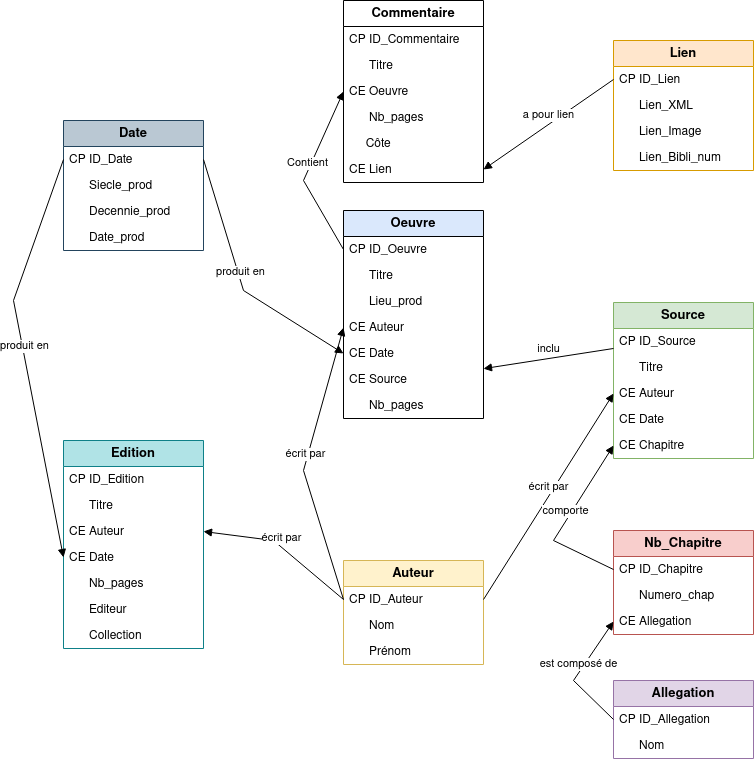 Commentaire
CP ID_Commentaire
Titre
CE Oeuvre
Nb_pages
Côte
CE Lien
Lien
CP ID_Lien
Lien_XML
Lien_Image
Lien_Bibli_num
a pour lien
Date
CP ID_Date
Siecle_prod
Decennie_prod
Date_prod
Contient
Oeuvre
CP ID_Oeuvre
Titre
Lieu_prod
CE Auteur
CE Date
CE Source
Nb_pages
produit en
produit en
inclu
Source
CP ID_Source
Titre
CE Auteur
CE Date
CE Chapitre
Edition
CP ID_Edition
Titre
CE Auteur
CE Date
Nb_pages
Editeur
Collection
écrit par
écrit par
écrit par
comporte
Auteur
CP ID_Auteur
Nom
Prénom
Nb_Chapitre
CP ID_Chapitre
Numero_chap
CE Allegation
est composé de
Allegation
CP ID_Allegation
Nom